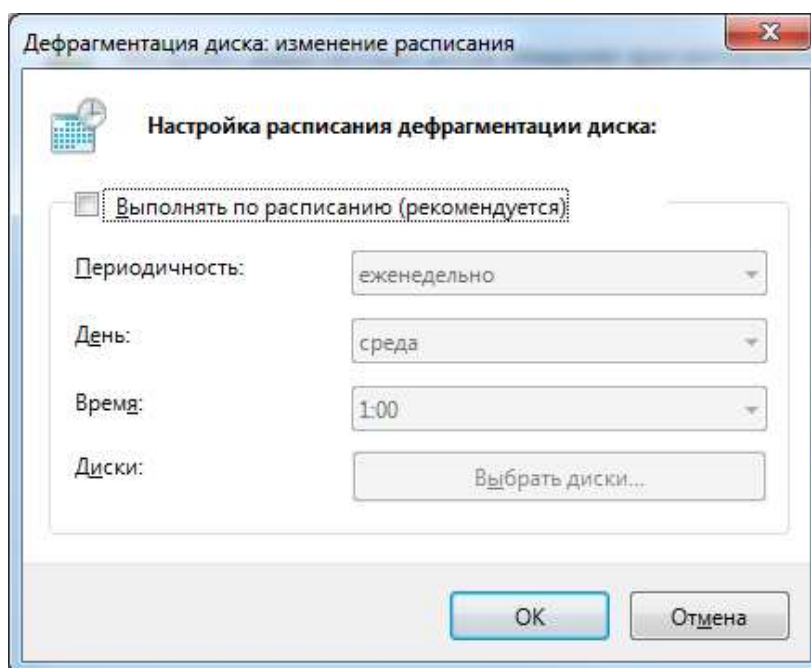 Дефрагментация диска: изменение расписания
Настройка расписания дефрагментации диска:
Выполнять по расписанию (рекомендуется)
Периодичность: еженедельно
День: среда
Время: 1:00
Диски: Выбрать диски...
ОК Отмена